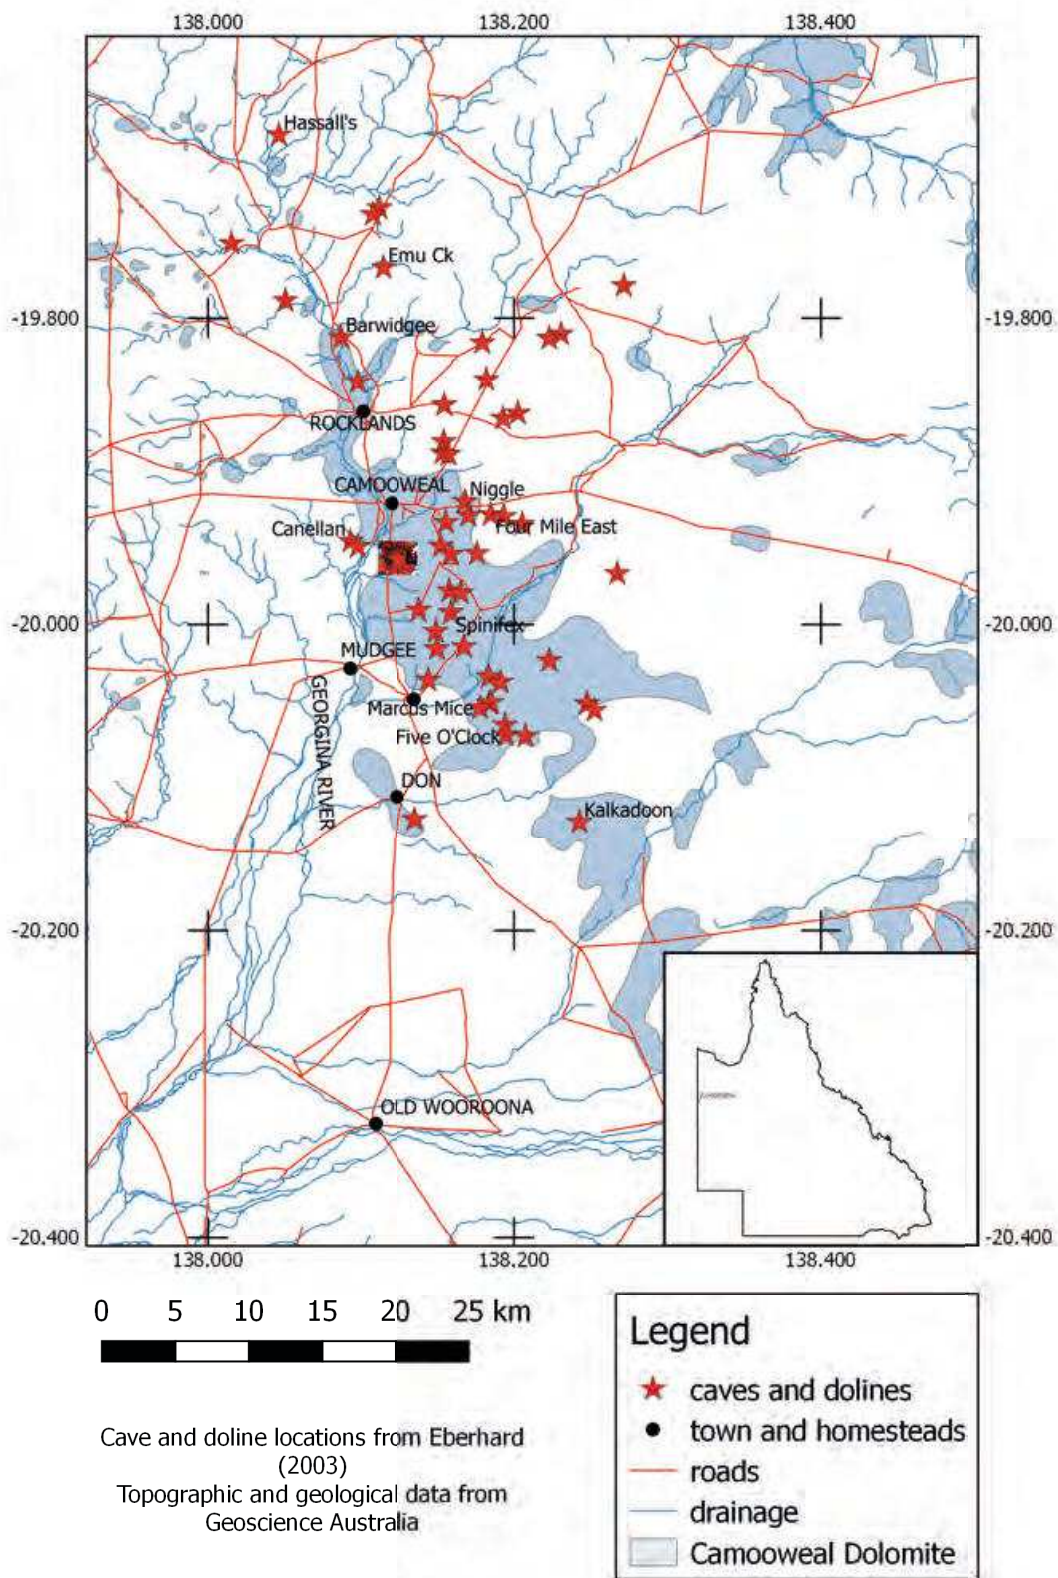 138.000
138.200
138.400
Hassall's
Emu Ck
-19.800
-19.800
Barwidgee
ROCKLANDS
CAMOOWEAL
Niggle
Canellan
Four Mile East
-20.000
-20.000
Spinifex
MUDGEE
GEORGINA RIVER
Marcus Mice
Five O'Clock
DON
Kalkadoon
-20.200
-20.200
OLD WOOROONA
-20.400
-20.400
138.000
138.200
138.400
0 5 10 15 20 25 km
Legend
caves and dolines
town and homesteads
roads
drainage
Camooweal Dolomite
Cave and doline locations from Eberhard
(2003)
Topographic and geological data from
Geoscience Australia